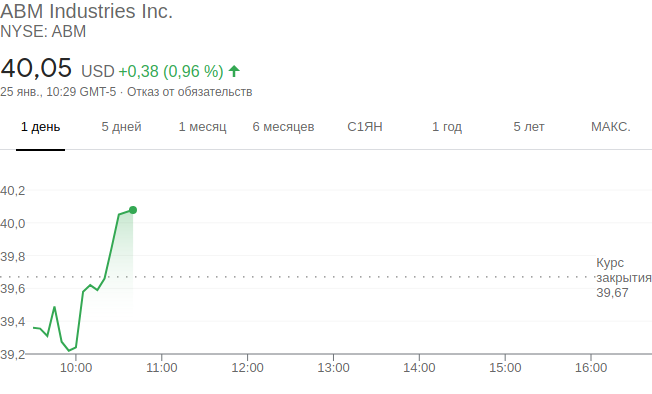 ABM Industries Inc.
NYSE: ABM
40,05 USD +0,38 (0,96 %)
25 янв., 10:29 GMT-5 · Отказ от обязательств
1 день 5 дней 1 месяц 6 месяцев С1ЯН 1 год 5 лет МАКС.
40,2
40,0
39,8
Курс
закрытия
39,67
39,6
39,4
39,2
10:00 11:00 12:00 13:00 14:00 15:00 16:00